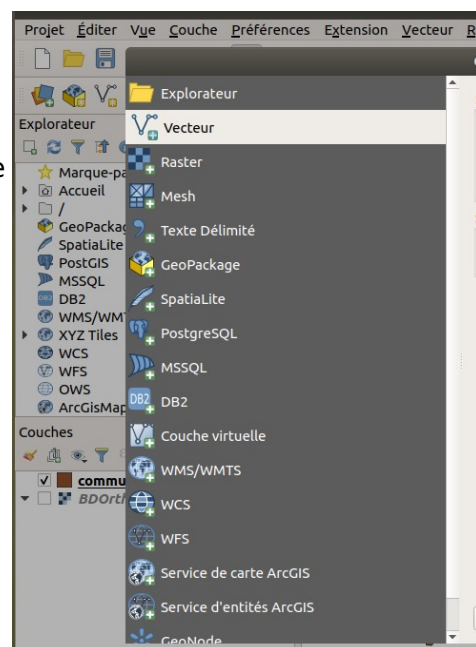 Projet Éditer Vue Couche Préférences Extension Vecteur
Explorateur
Marque-pa
Accueil
/
GeoPackag
SpatiaLite
PostGIS
MSSQL
DB2
WMS/WMT
XYZ Tiles
WCS
WFS
OWS
ArcGisMap
Couches
commu
BDOrth
Explorateur
Vecteur
Raster
Mesh
Texte Délimité
GeoPackage
SpatiaLite
PostgreSQL
MSSQL
DB2
DB2
Couche virtuelle
WMS/WMTS
WCS
WFS
Service de carte ArcGIS
Service d'entités ArcGIS
GeoNode